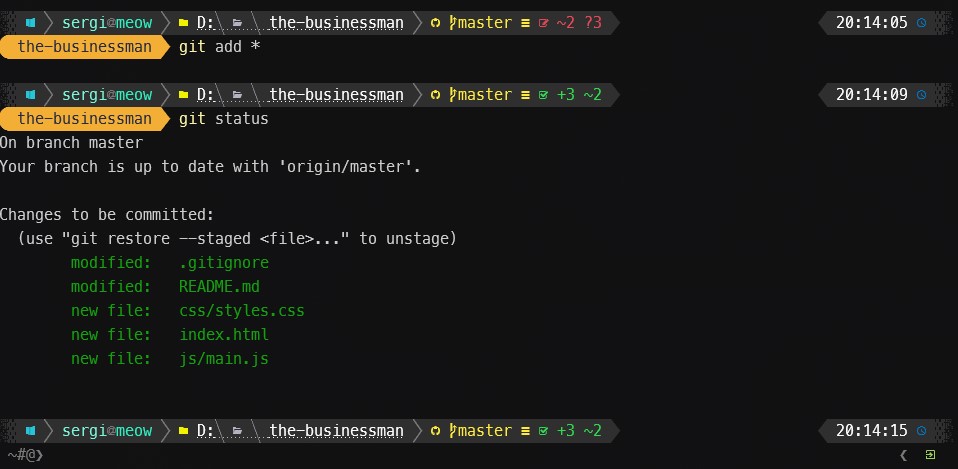 sergi@meow D: the-businessman master ≡ ~2 ?3 20:14:05
the-businessman git add *
sergi@meow D: the-businessman master ≡ +3 ~2 20:14:09
the-businessman git status
On branch master
Your branch is up to date with 'origin/master'.
Changes to be committed:
(use "git restore --staged <file>..." to unstage)
modified: .gitignore
modified: README.md
new file: css/styles.css
new file: index.html
new file: js/main.js
sergi@meow D: the-businessman master ≡ +3 ~2 20:14:15
~#@❯ ❮